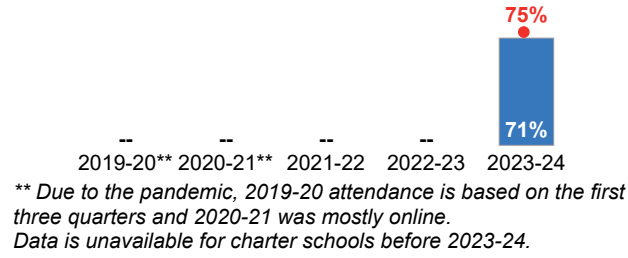 75%
71%
-- -- -- --
2019-20** 2020-21** 2021-22 2022-23 2023-24
** Due to the pandemic, 2019-20 attendance is based on the first
three quarters and 2020-21 was mostly online.
Data is unavailable for charter schools before 2023-24.